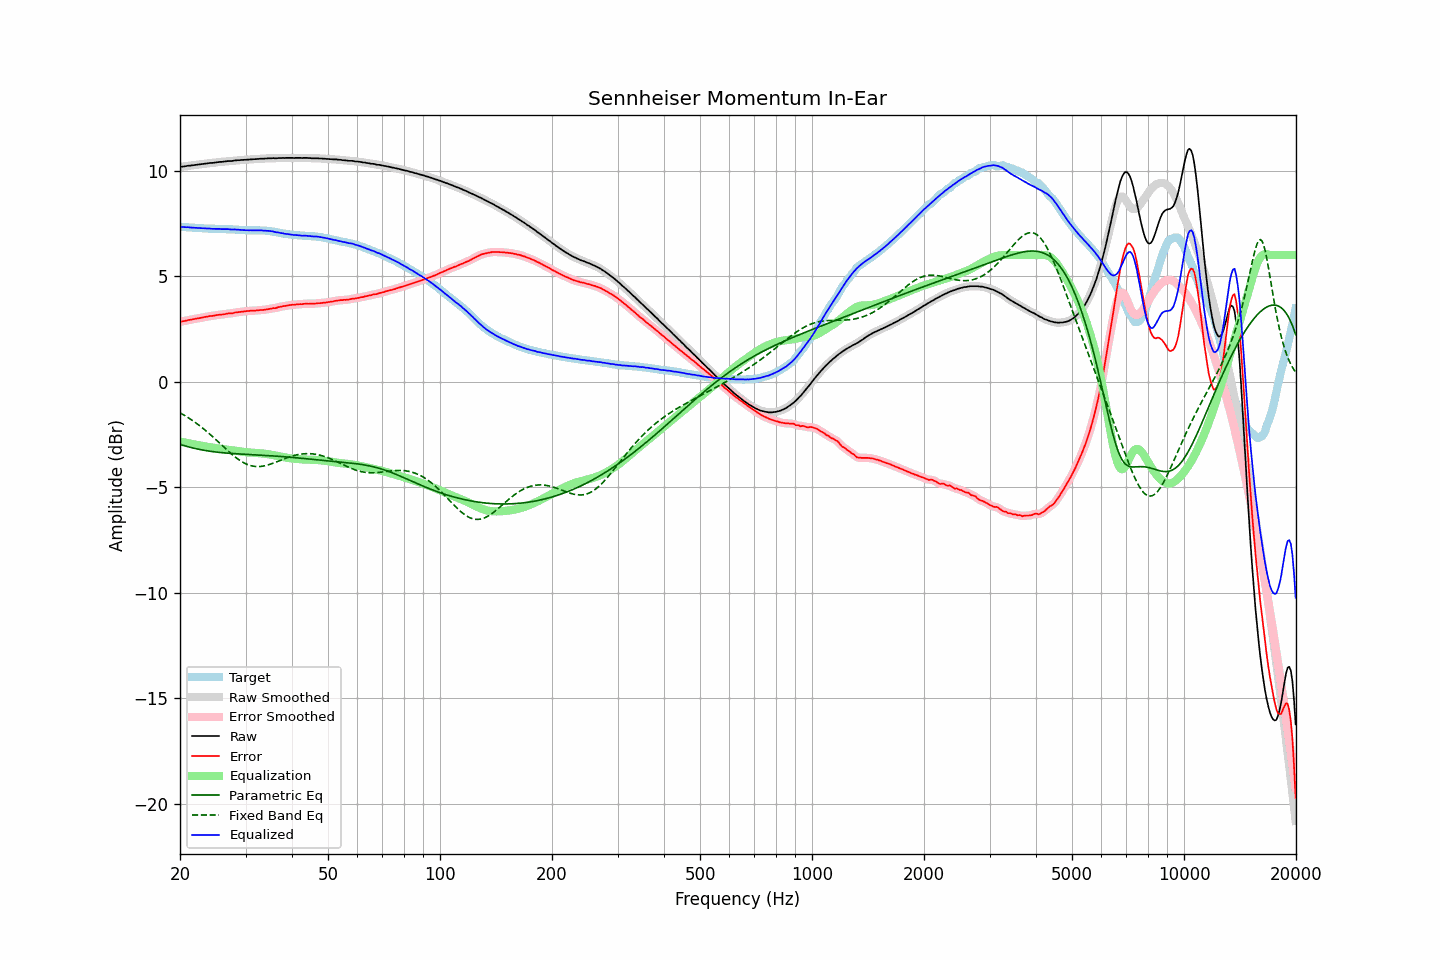 Sennheiser Momentum In-Ear
Amplitude (dBr)
10
5
0
−5
−10
−15
−20
Target
Raw Smoothed
Error Smoothed
Raw
Error
Equalization
Parametric Eq
Fixed Band Eq
Equalized
20 50 100 200 500 1000 2000 5000 10000 20000
Frequency (Hz)